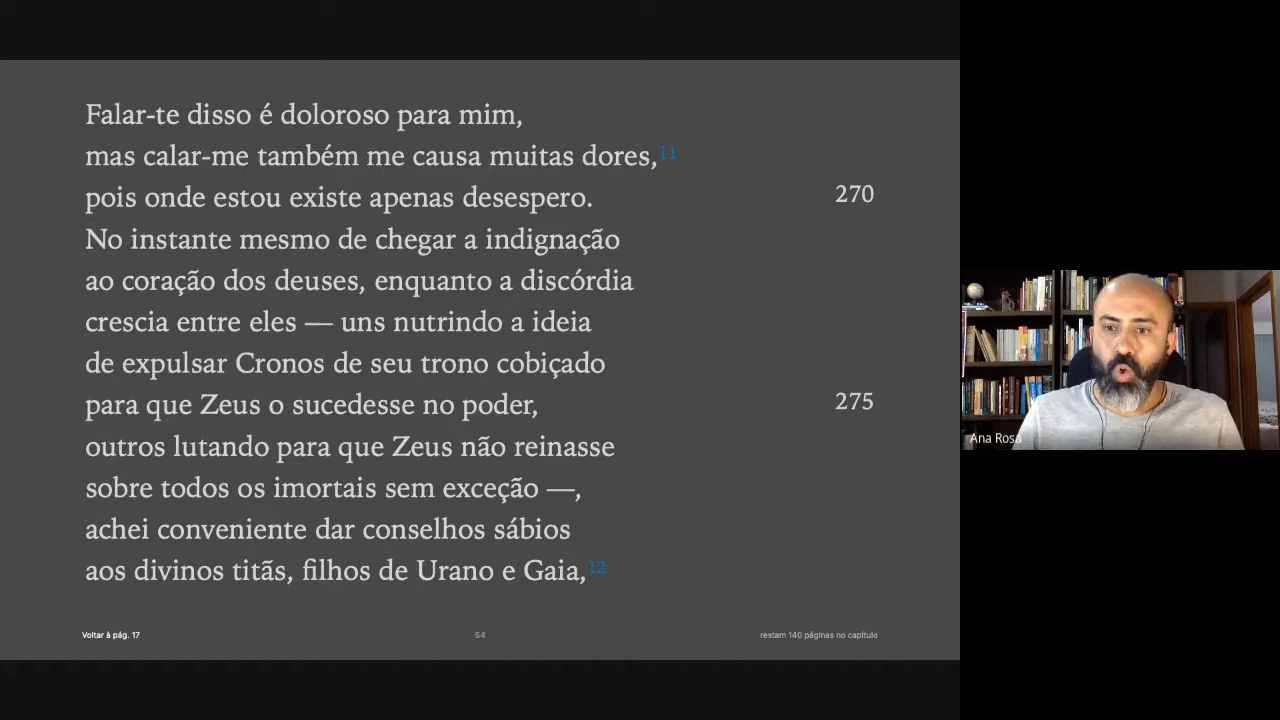 Falar-te disso é doloroso para mim,
mas calar-me também me causa muitas dores,11
pois onde estou existe apenas desespero. 270
No instante mesmo de chegar a indignação
ao coração dos deuses, enquanto a discórdia
crescia entre eles — uns nutrindo a ideia
de expulsar Cronos de seu trono cobiçado
para que Zeus o sucedesse no poder, 275
outros lutando para que Zeus não reinasse
sobre todos os imortais sem exceção —,
achei conveniente dar conselhos sábios
aos divinos titãs, filhos de Urano e Gaia,12
Voltar à pág. 17 54 restam 140 páginas no capítulo
Ana Rosa